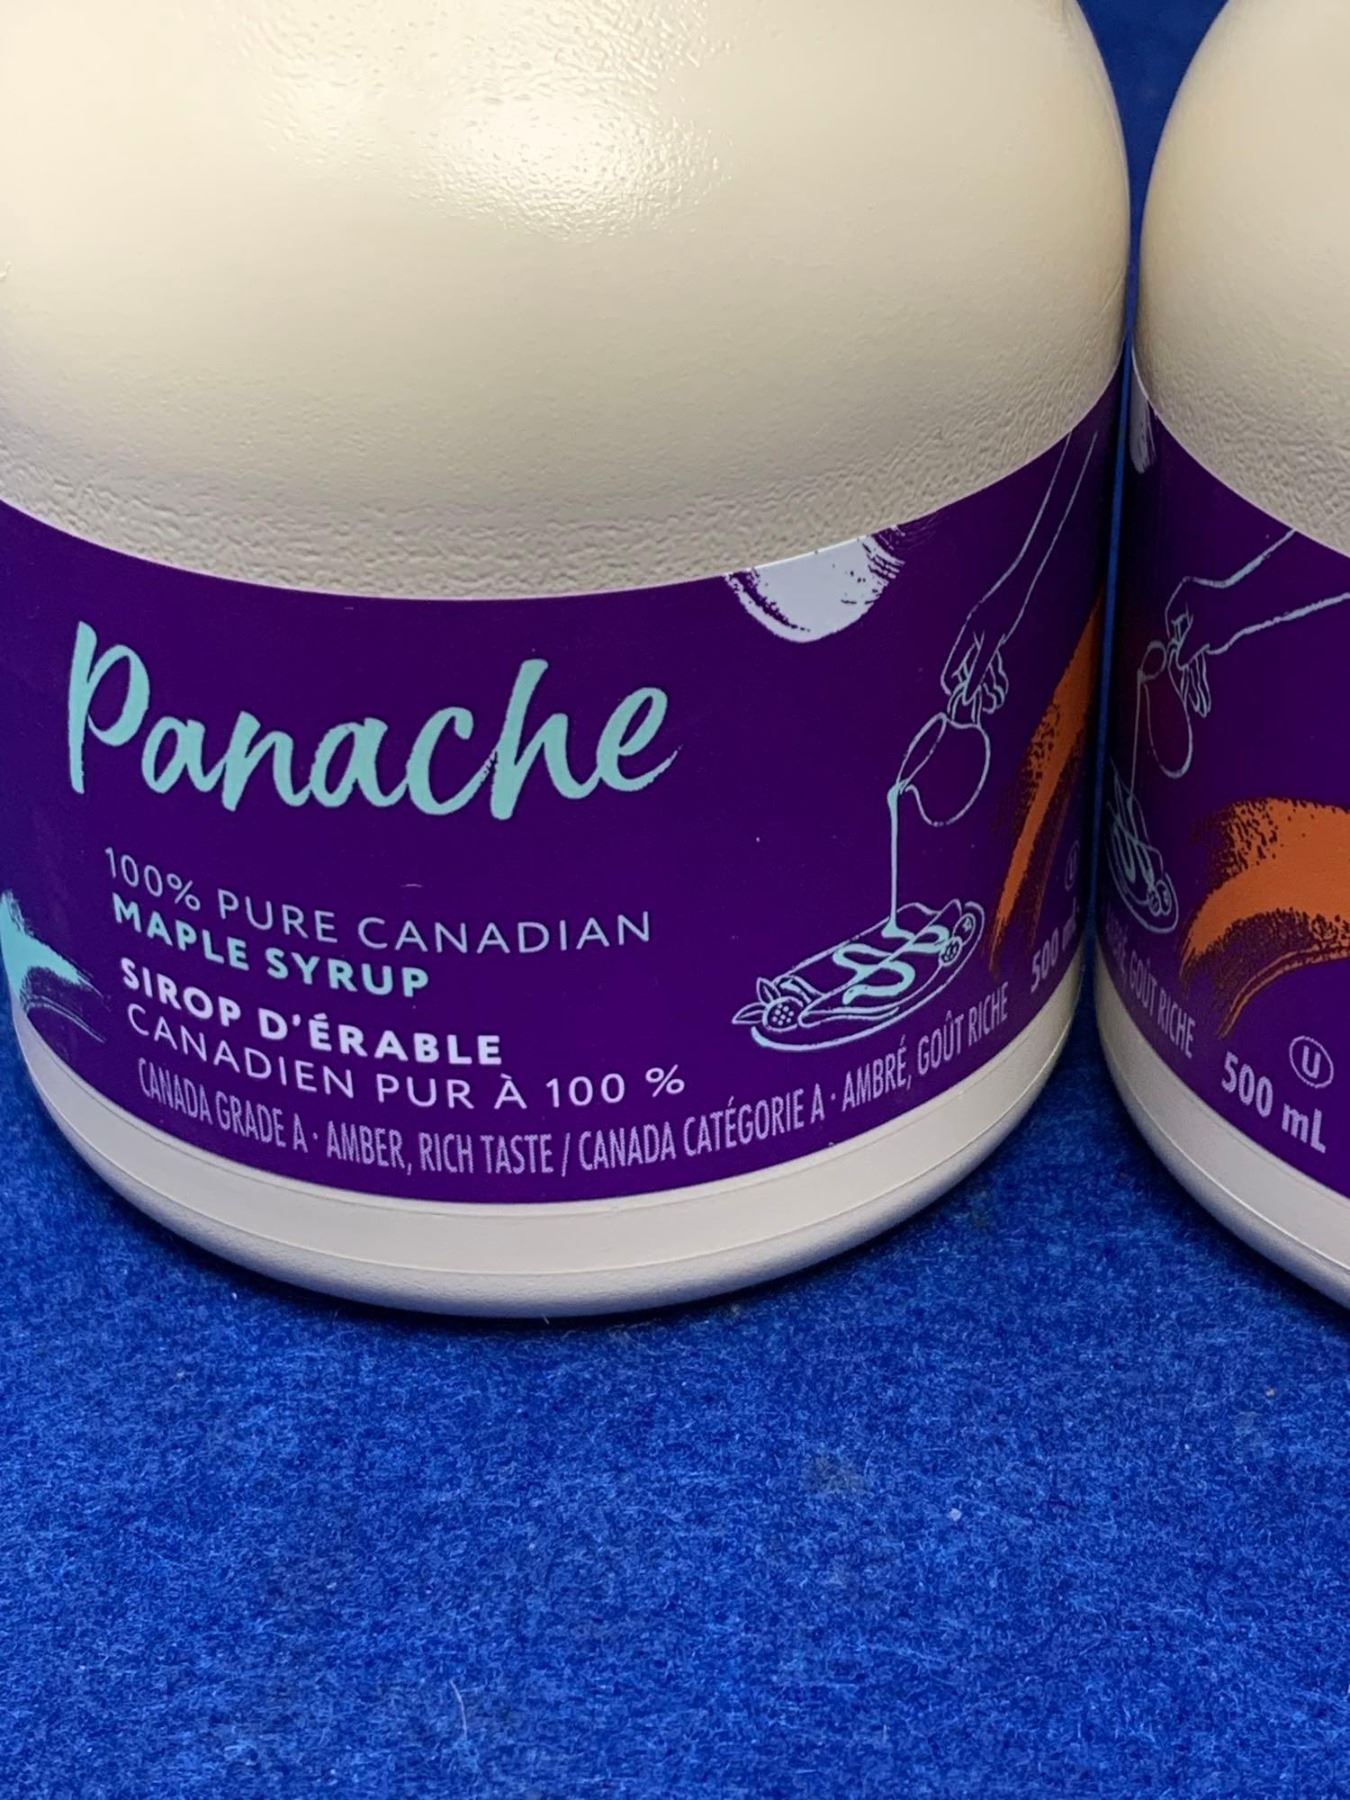 Panache
100% PURE CANADIAN
MAPLE SYRUP
SIROP D'ÉRABLE
CANADIEN PUR À 100 %
CANADA GRADE A · AMBER, RICH TASTE / CANADA CATÉGORIE A · AMBRÉ, GOÛT RICHE
U
500 mL
GOÛT RICHE
U
500 mL